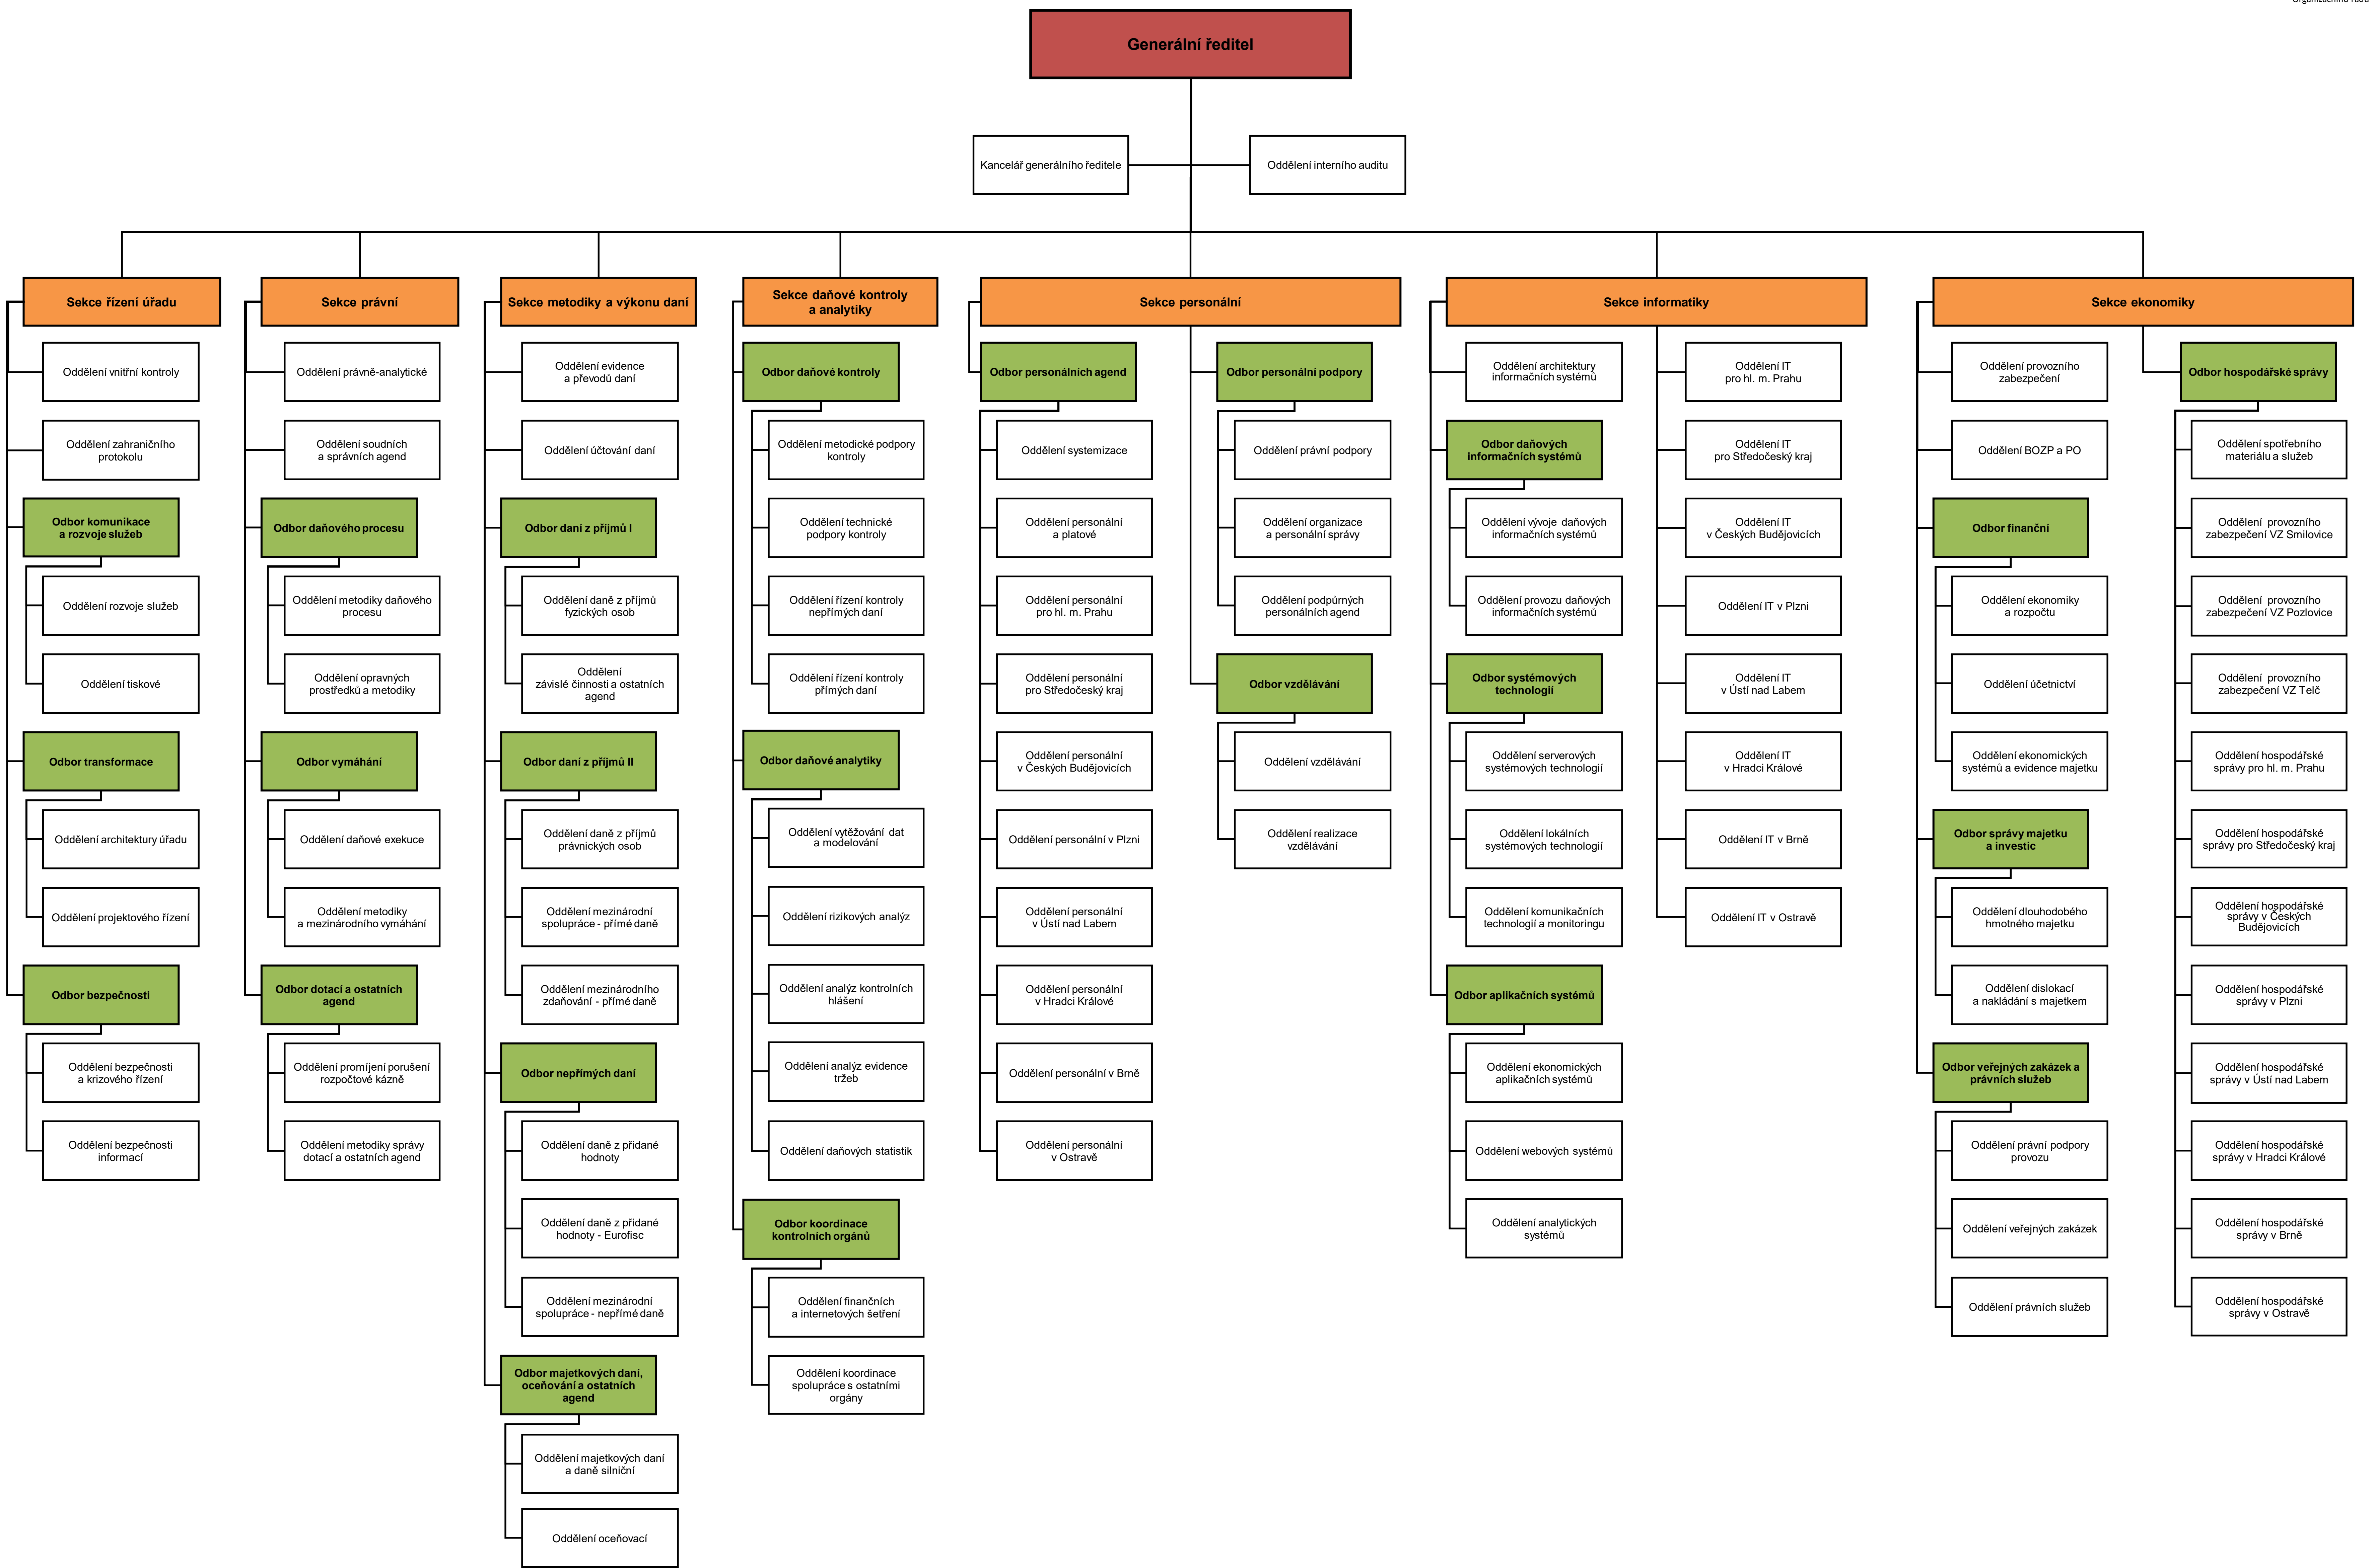 Organizačního řádu
Generální ředitel
Kancelář generálního ředitele
Oddělení interního auditu
Sekce řízení úřadu
Oddělení vnitřní kontroly
Oddělení zahraničního
protokolu
Odbor komunikace
a rozvoje služeb
Oddělení rozvoje služeb
Oddělení tiskové
Odbor transformace
Oddělení architektury úřadu
Oddělení projektového řízení
Odbor bezpečnosti
Oddělení bezpečnosti
a krizového řízení
Oddělení bezpečnosti
informací
Sekce právní
Oddělení právně-analytické
Oddělení soudních
a správních agend
Odbor daňového procesu
Oddělení metodiky daňového
procesu
Oddělení opravných
prostředků a metodiky
Odbor vymáhání
Oddělení daňové exekuce
Oddělení metodiky
a mezinárodního vymáhání
Odbor dotací a ostatních
agend
Oddělení promíjení porušení
rozpočtové kázně
Oddělení metodiky správy
dotací a ostatních agend
Sekce metodiky a výkonu daní
Oddělení evidence
a převodů daní
Oddělení účtování daní
Odbor daní z příjmů I
Oddělení daně z příjmů
fyzických osob
Oddělení
závislé činnosti a ostatních
agend
Odbor daní z příjmů II
Oddělení daně z příjmů
právnických osob
Oddělení mezinárodní
spolupráce - přímé daně
Oddělení mezinárodního
zdaňování - přímé daně
Odbor nepřímých daní
Oddělení daně z přidané
hodnoty
Oddělení daně z přidané
hodnoty - Eurofisc
Oddělení mezinárodní
spolupráce - nepřímé daně
Odbor majetkových daní,
oceňování a ostatních
agend
Oddělení majetkových daní
a daně silniční
Oddělení oceňovací
Sekce daňové kontroly
a analytiky
Odbor daňové kontroly
Oddělení metodické podpory
kontroly
Oddělení technické
podpory kontroly
Oddělení řízení kontroly
nepřímých daní
Oddělení řízení kontroly
přímých daní
Odbor daňové analytiky
Oddělení vytěžování dat
a modelování
Oddělení rizikových analýz
Oddělení analýz kontrolních
hlášení
Oddělení analýz evidence
tržeb
Oddělení daňových statistik
Odbor koordinace
kontrolních orgánů
Oddělení finančních
a internetových šetření
Oddělení koordinace
spolupráce s ostatními
orgány
Sekce personální
Odbor personálních agend
Oddělení systemizace
Oddělení personální
a platové
Oddělení personální
pro hl. m. Prahu
Oddělení personální
pro Středočeský kraj
Oddělení personální
v Českých Budějovicích
Oddělení personální v Plzni
Oddělení personální
v Ústí nad Labem
Oddělení personální
v Hradci Králové
Oddělení personální v Brně
Oddělení personální
v Ostravě
Odbor personální podpory
Oddělení právní podpory
Oddělení organizace
a personální správy
Oddělení podpůrných
personálních agend
Odbor vzdělávání
Oddělení vzdělávání
Oddělení realizace
vzdělávání
Sekce informatiky
Oddělení architektury
informačních systémů
Odbor daňových
informačních systémů
Oddělení vývoje daňových
informačních systémů
Oddělení provozu daňových
informačních systémů
Odbor systémových
technologií
Oddělení serverových
systémových technologií
Oddělení lokálních
systémových technologií
Oddělení komunikačních
technologií a monitoringu
Odbor aplikačních systémů
Oddělení ekonomických
aplikačních systémů
Oddělení webových systémů
Oddělení analytických
systémů
Oddělení IT
pro hl. m. Prahu
Oddělení IT
pro Středočeský kraj
Oddělení IT
v Českých Budějovicích
Oddělení IT v Plzni
Oddělení IT
v Ústí nad Labem
Oddělení IT
v Hradci Králové
Oddělení IT v Brně
Oddělení IT v Ostravě
Sekce ekonomiky
Oddělení provozního
zabezpečení
Oddělení BOZP a PO
Odbor finanční
Oddělení ekonomiky
a rozpočtu
Oddělení účetnictví
Oddělení ekonomických
systémů a evidence majetku
Odbor správy majetku
a investic
Oddělení dlouhodobého
hmotného majetku
Oddělení dislokací
a nakládání s majetkem
Odbor veřejných zakázek a
právních služeb
Oddělení právní podpory
provozu
Oddělení veřejných zakázek
Oddělení právních služeb
Odbor hospodářské správy
Oddělení spotřebního
materiálu a služeb
Oddělení provozního
zabezpečení VZ Smilovice
Oddělení provozního
zabezpečení VZ Pozlovice
Oddělení provozního
zabezpečení VZ Telč
Oddělení hospodářské
správy pro hl. m. Prahu
Oddělení hospodářské
správy pro Středočeský kraj
Oddělení hospodářské
správy v Českých
Budějovicích
Oddělení hospodářské
správy v Plzni
Oddělení hospodářské
správy v Ústí nad Labem
Oddělení hospodářské
správy v Hradci Králové
Oddělení hospodářské
správy v Brně
Oddělení hospodářské
správy v Ostravě